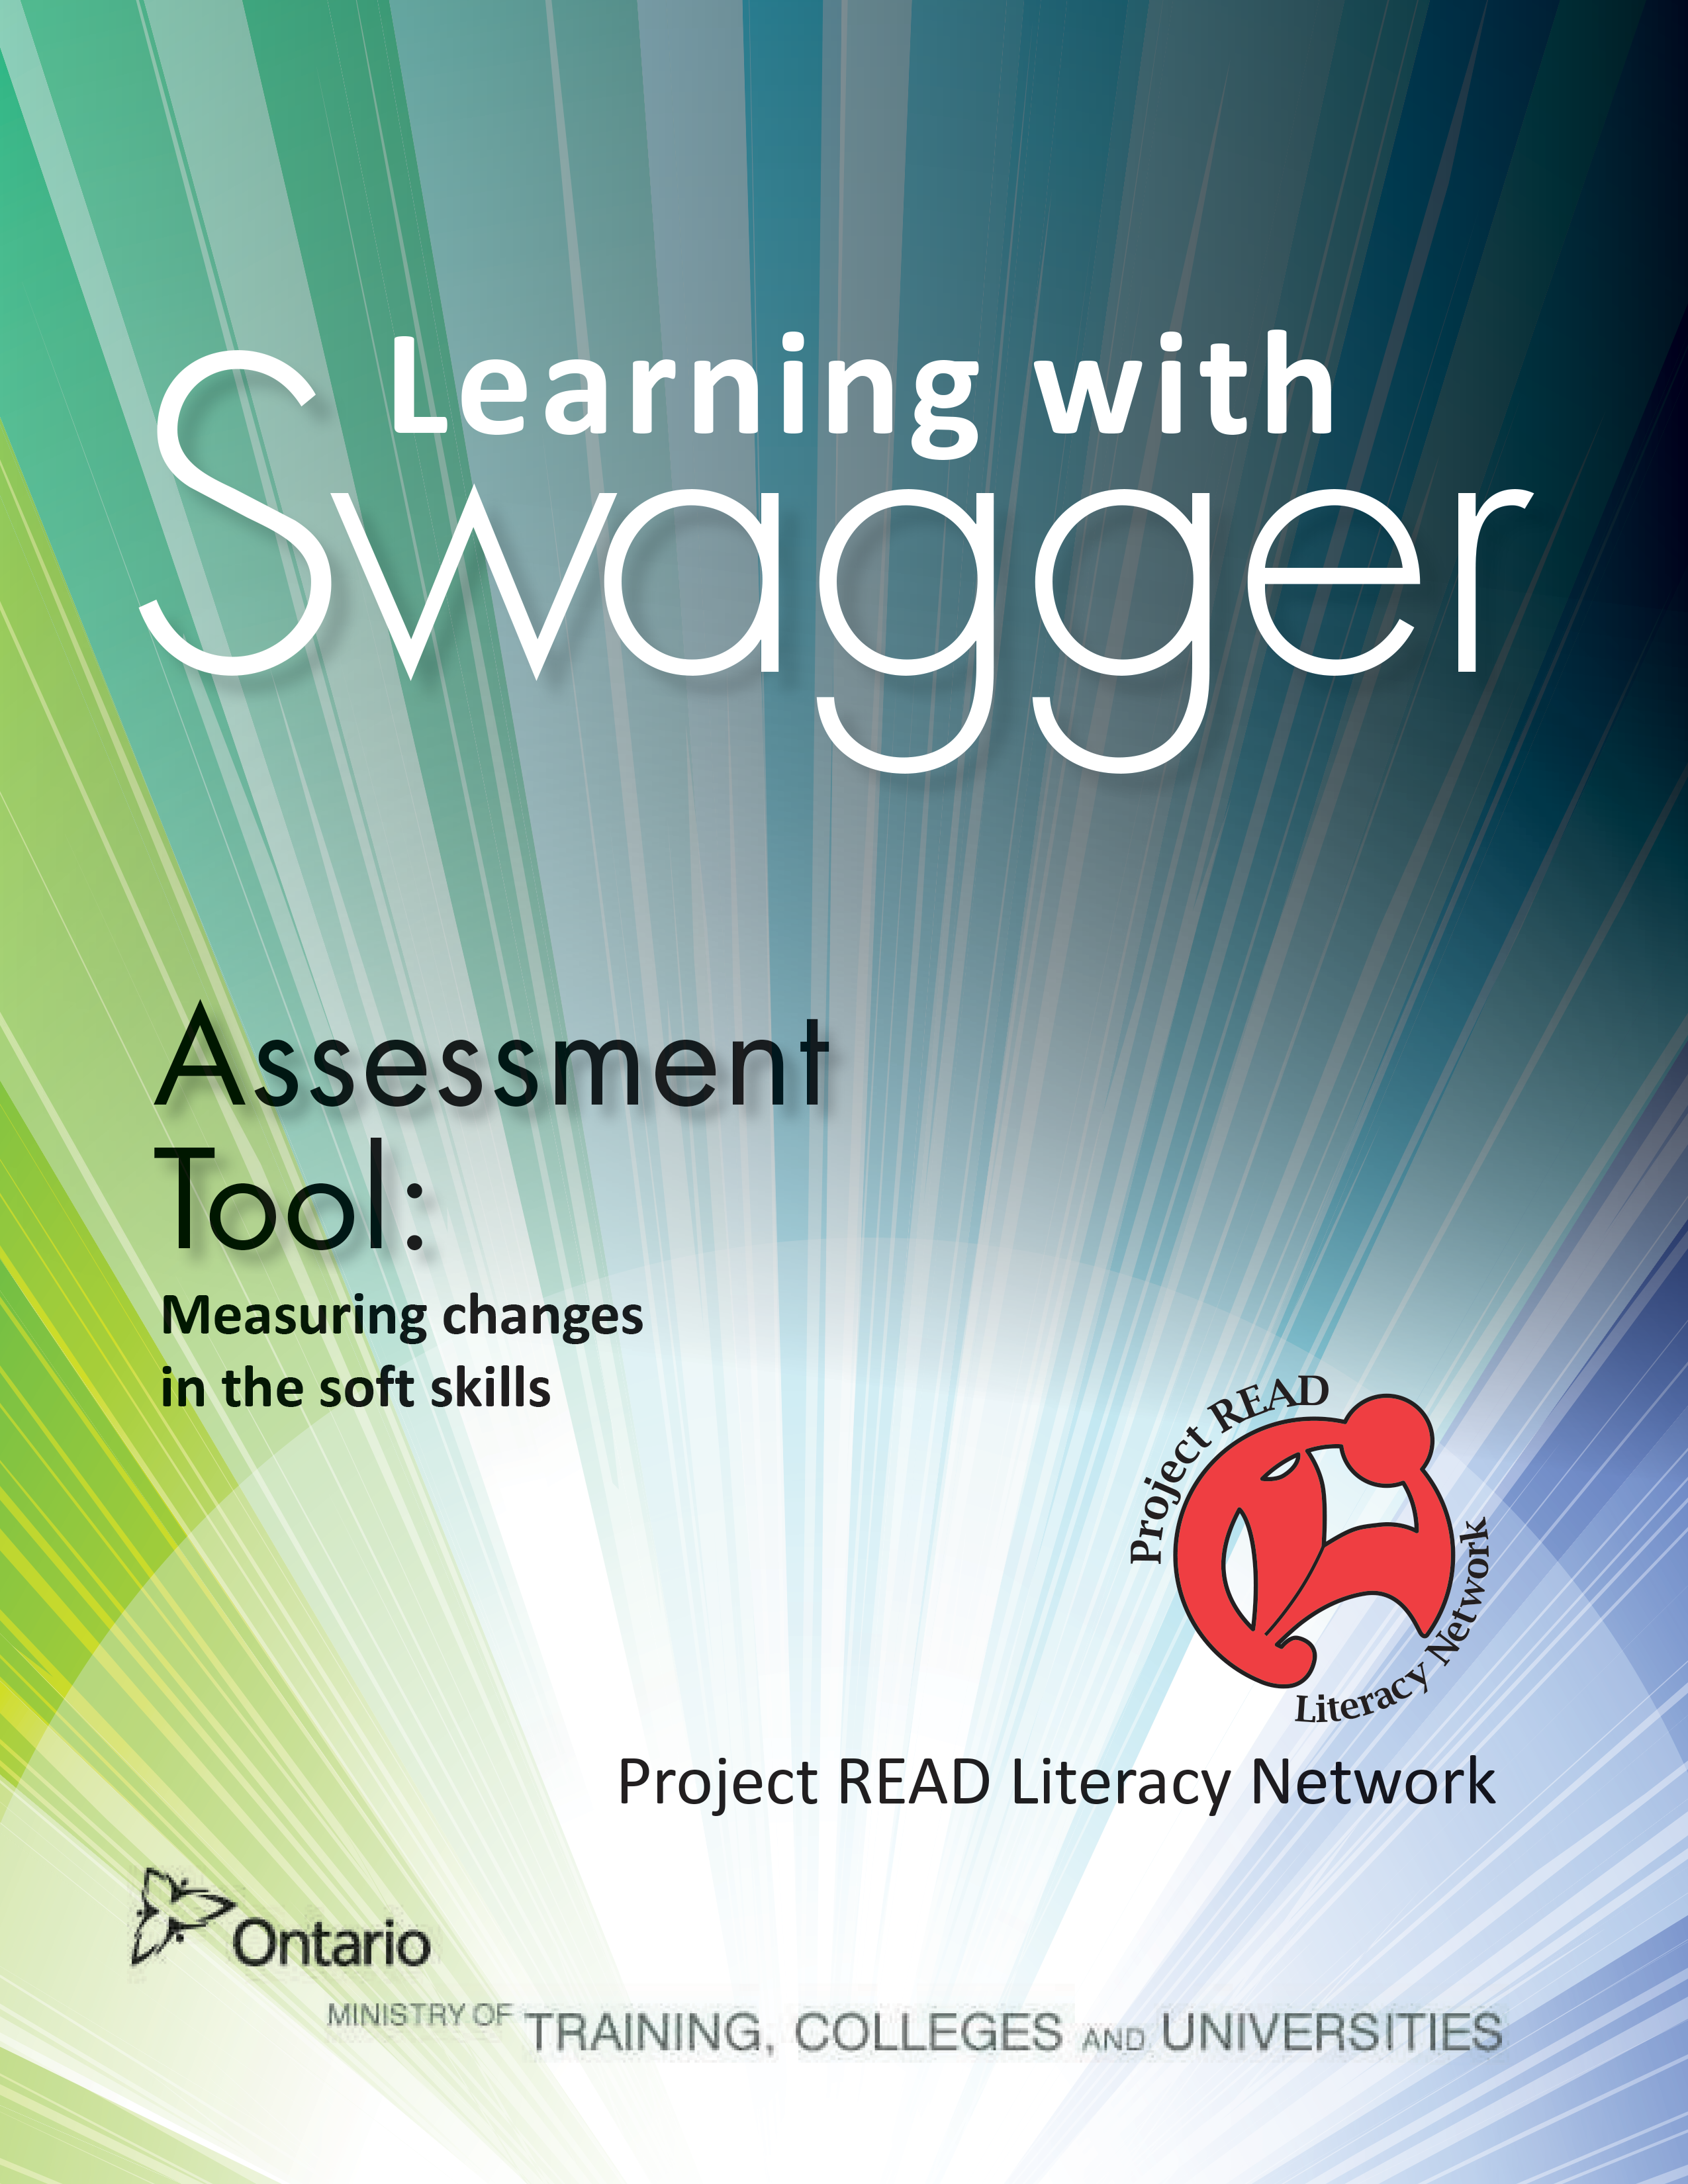 Learning with
Swagger
Assessment
Tool:
Measuring changes
in the soft skills
Project READ
Literacy Network
Project READ Literacy Network
Ontario
MINISTRY OF TRAINING, COLLEGES AND UNIVERSITIES